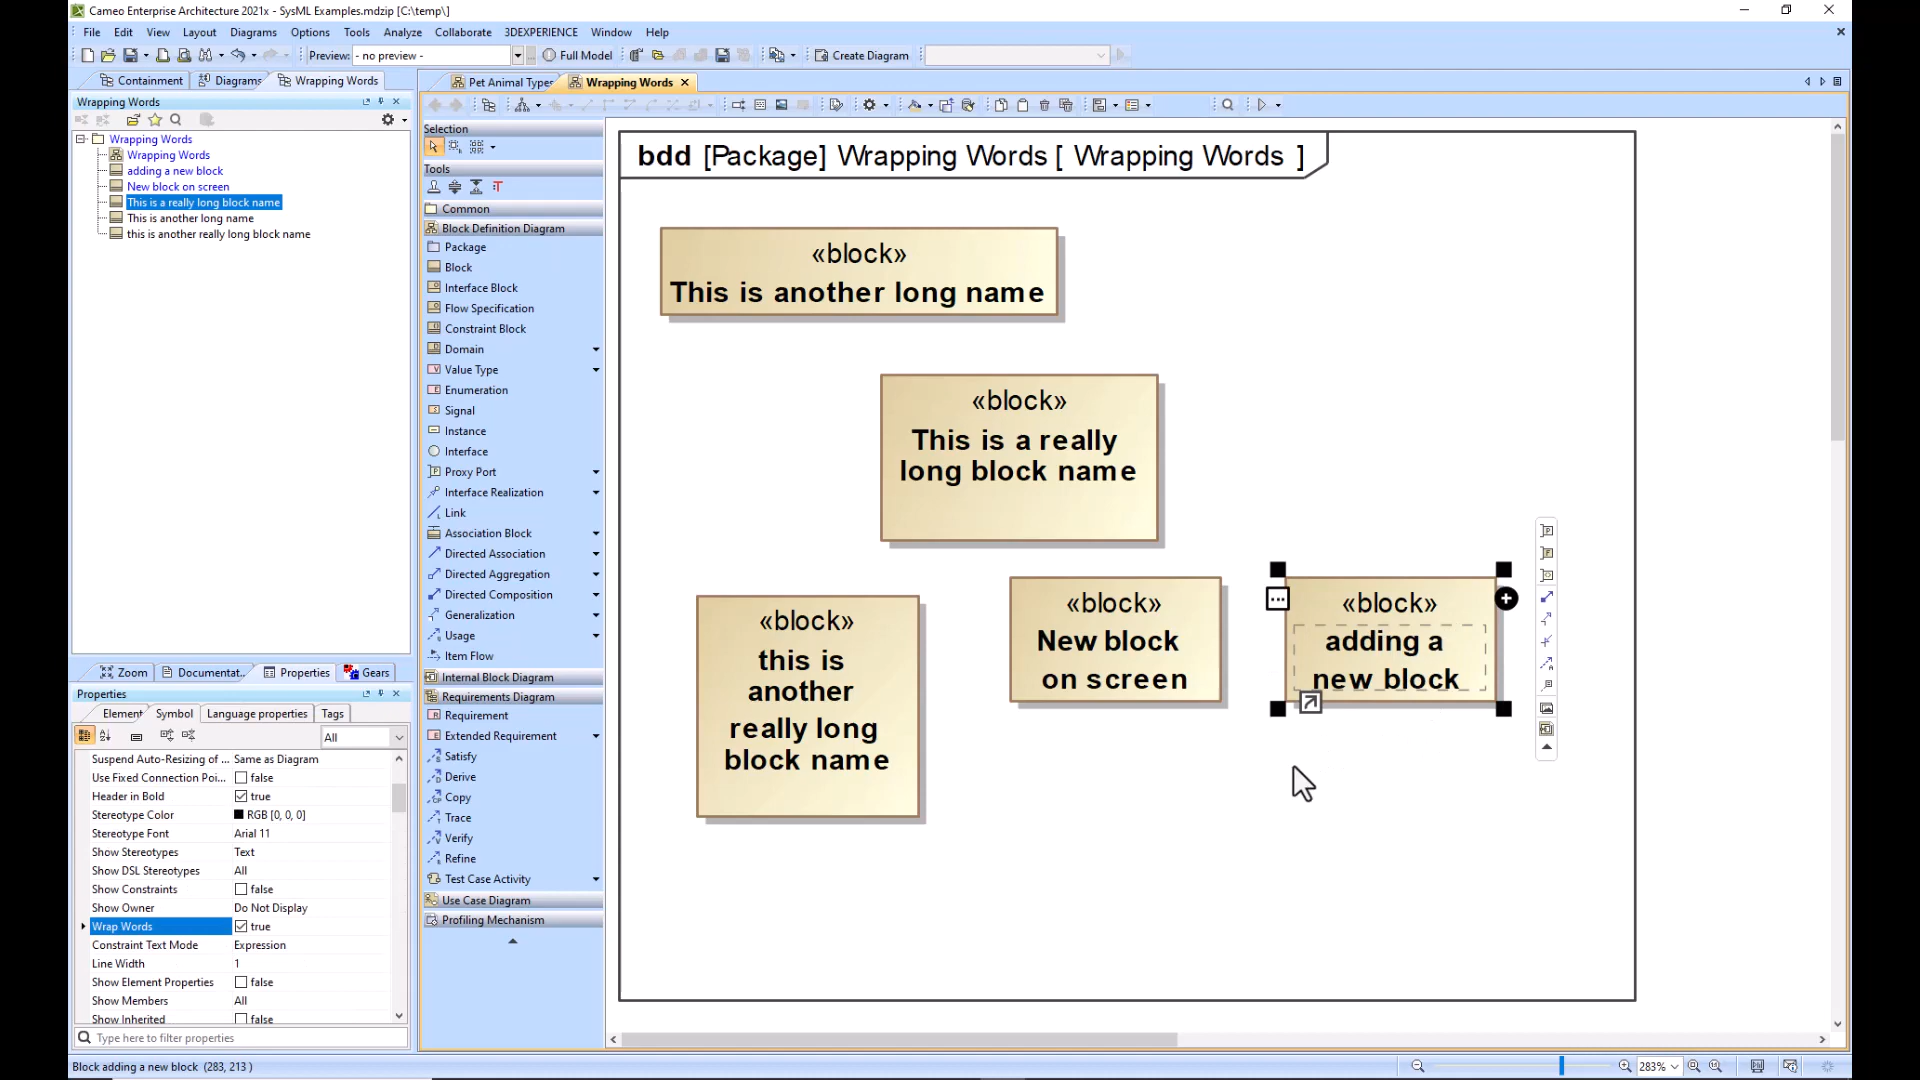 Cameo Enterprise Architecture 2021x - SysML Examples.mdzip [C:\temp\]
File Edit View Layout Diagrams Options Tools Analyze Collaborate 3DEXPERIENCE Window Help
Preview: - no preview - Full Model Create Diagram
Containment Diagrams Wrapping Words
Pet Animal Types Wrapping Words
Wrapping Words
Wrapping Words
Wrapping Words
adding a new block
New block on screen
This is a really long block name
This is another long name
this is another really long block name
Zoom Documentat... Properties Gears
Properties
Element Symbol Language properties Tags
All
Suspend Auto-Resizing of ... Same as Diagram
Use Fixed Connection Poi... false
Header in Bold true
Stereotype Color RGB [0, 0, 0]
Stereotype Font Arial 11
Show Stereotypes Text
Show DSL Stereotypes All
Show Constraints false
Show Owner Do Not Display
Wrap Words true
Constraint Text Mode Expression
Line Width 1
Show Element Properties false
Show Members All
Show Inherited false
Type here to filter properties
Selection
Tools
Common
Block Definition Diagram
Package
Block
Interface Block
Flow Specification
Constraint Block
Domain
Value Type
Enumeration
Signal
Instance
Interface
Proxy Port
Interface Realization
Link
Association Block
Directed Association
Directed Aggregation
Directed Composition
Generalization
Usage
Item Flow
Internal Block Diagram
Requirements Diagram
Requirement
Extended Requirement
Satisfy
Derive
Copy
Trace
Verify
Refine
Test Case Activity
Use Case Diagram
Profiling Mechanism
bdd [Package] Wrapping Words [ Wrapping Words ]
«block»
This is another long name
«block»
This is a really
long block name
«block»
this is
another
really long
block name
«block»
New block
on screen
«block»
adding a
new block
Block adding a new block (283, 213 )
283%